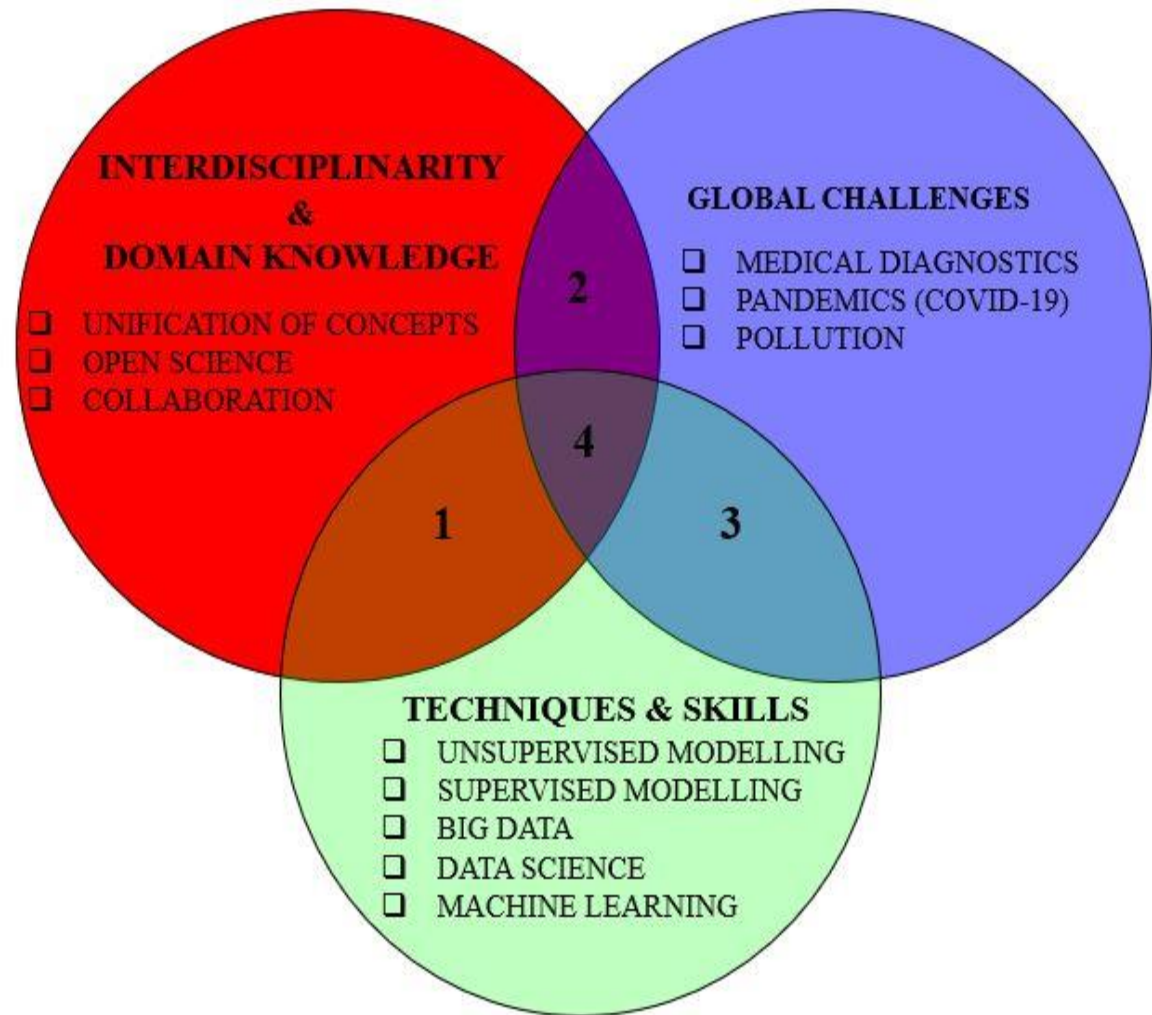 INTERDISCIPLINARITY
&
DOMAIN KNOWLEDGE
❑ UNIFICATION OF CONCEPTS
❑ OPEN SCIENCE
❑ COLLABORATION
GLOBAL CHALLENGES
❑ MEDICAL DIAGNOSTICS
❑ PANDEMICS (COVID-19)
❑ POLLUTION
2
4
1
3
TECHNIQUES & SKILLS
❑ UNSUPERVISED MODELLING
❑ SUPERVISED MODELLING
❑ BIG DATA
❑ DATA SCIENCE
❑ MACHINE LEARNING